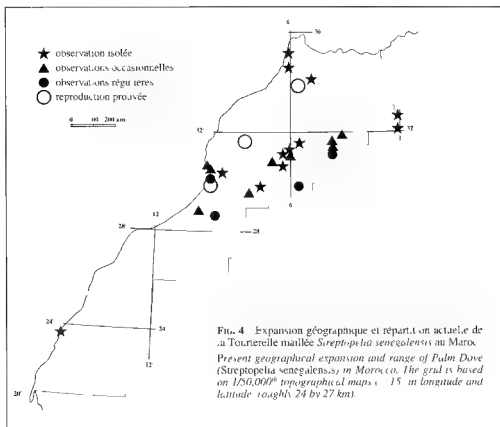 6
36
★ observation isolée
▲ observations occasionnelles
● observations régulières
○ reproduction prouvée
0 100 200 km
32°
32
1
6
12
28°
28
24°
24
12°
20°
FIG. 4 Expansion géographique et répartition actuelle de
la Tourterelle maillée Streptopelia senegalensis au Maroc
Present geographical expansion and range of Palm Dove
(Streptopelia senegalensis) in Morocco. The grid is based
on 1/50,000th topographical maps ( 15 in longitude and
latitude roughly 24 by 27 km).